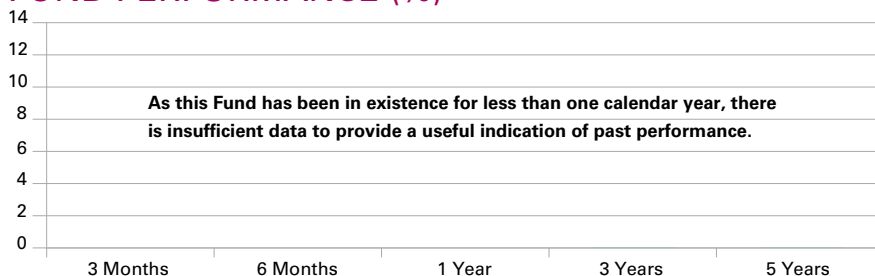 FUND PERFORMANCE (%)
14
12
10
As this Fund has been in existence for less than one calendar year, there
8
is insufficient data to provide a useful indication of past performance.
6
4
2
0
3 Months 6 Months 1 Year 3 Years 5 Years